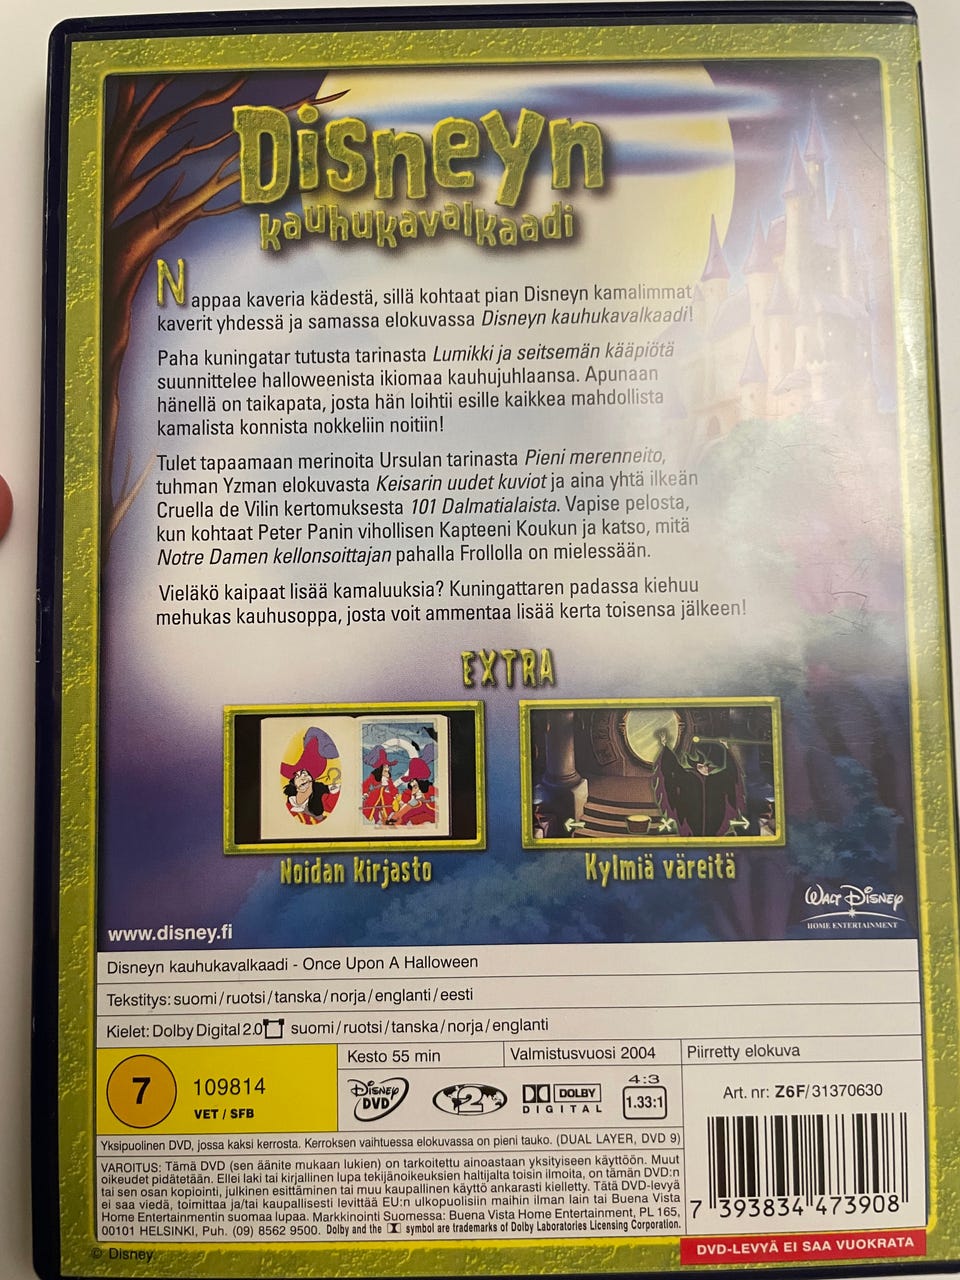 Disneyn
kauhukavalkaadi
Nappaa kaveria kädestä, sillä kohtaat pian Disneyn kamalimmat
kaverit yhdessä ja samassa elokuvassa Disneyn kauhukavalkaadi!
Paha kuningatar tutusta tarinasta Lumikki ja seitsemän kääpiötä
suunnittelee halloweenista ikiomaa kauhujuhlaansa. Apunaan
hänellä on taikapata, josta hän loihtii esille kaikkea mahdollista
kamalista konnista nokkeliin noitiin!
Tulet tapaamaan merinoita Ursulan tarinasta Pieni merenneito,
tuhman Yzman elokuvasta Keisarin uudet kuviot ja aina yhtä ilkeän
Cruella de Vilin kertomuksesta 101 Dalmatialaista. Vapise pelosta,
kun kohtaat Peter Panin vihollisen Kapteeni Koukun ja katso, mitä
Notre Damen kellonsoittajan pahalla Frollolla on mielessään.
Vieläkö kaipaat lisää kamaluuksia? Kuningattaren padassa kiehuu
mehukas kauhusoppa, josta voit ammentaa lisää kerta toisensa jälkeen!
EXTRA
Noidan Kirjasto
Kylmiä väreitä
WALT DISNEY
HOME ENTERTAINMENT
www.disney.fi
Disneyn kauhukavalkaadi - Once Upon A Halloween
Tekstitys: suomi/ruotsi/tanska/norja/englanti/eesti
Kielet: Dolby Digital 2.0 suomi/ruotsi/tanska/norja/englanti
7
109814
VET / SFB
Kesto 55 min
Valmistusvuosi 2004
Piirretty elokuva
DISNEY
DVD
2
DOLBY
DIGITAL
4:3
1.33:1
Art. nr: Z6F/31370630
Yksipuolinen DVD, jossa kaksi kerrosta. Kerroksen vaihtuessa elokuvassa on pieni tauko. (DUAL LAYER, DVD 9)
VAROITUS: Tämä DVD (sen äänite mukaan lukien) on tarkoitettu ainoastaan yksityiseen käyttöön. Muut
oikeudet pidätetään. Ellei laki tai kirjallinen lupa tekijänoikeuksien haltijalta toisin ilmoita, on tämän DVD:n
tai sen osan kopiointi, julkinen esittäminen tai muu kaupallinen käyttö ankarasti kielletty. Tätä DVD-levyä
ei saa viedä, toimittaa ja/tai kaupallisesti levittää EU:n ulkopuolisiin maihin ilman lain tai Buena Vista
Home Entertainmentin suomaa lupaa. Markkinointi Suomessa: Buena Vista Home Entertainment, PL 165,
00101 HELSINKI, Puh. (09) 8562 9500. Dolby and the symbol are trademarks of Dolby Laboratories Licensing Corporation.
7 393834 473908
DVD-LEVYÄ EI SAA VUOKRATA
© Disney